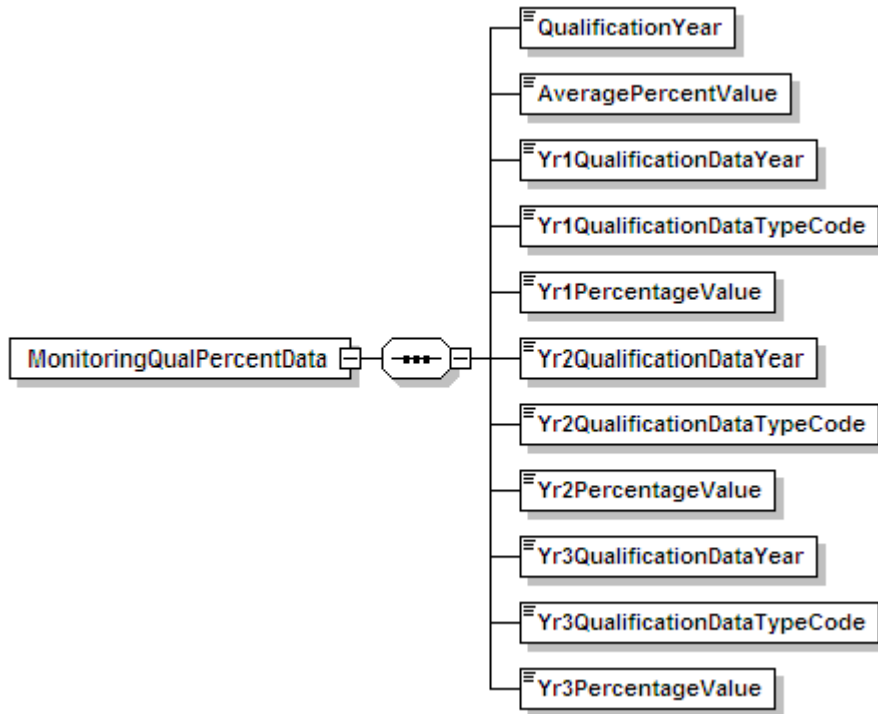 QualificationYear
AveragePercentValue
Yr1QualificationDataYear
Yr1QualificationDataTypeCode
Yr1PercentageValue
MonitoringQualPercentData
Yr2QualificationDataYear
Yr2QualificationDataTypeCode
Yr2PercentageValue
Yr3QualificationDataYear
Yr3QualificationDataTypeCode
Yr3PercentageValue